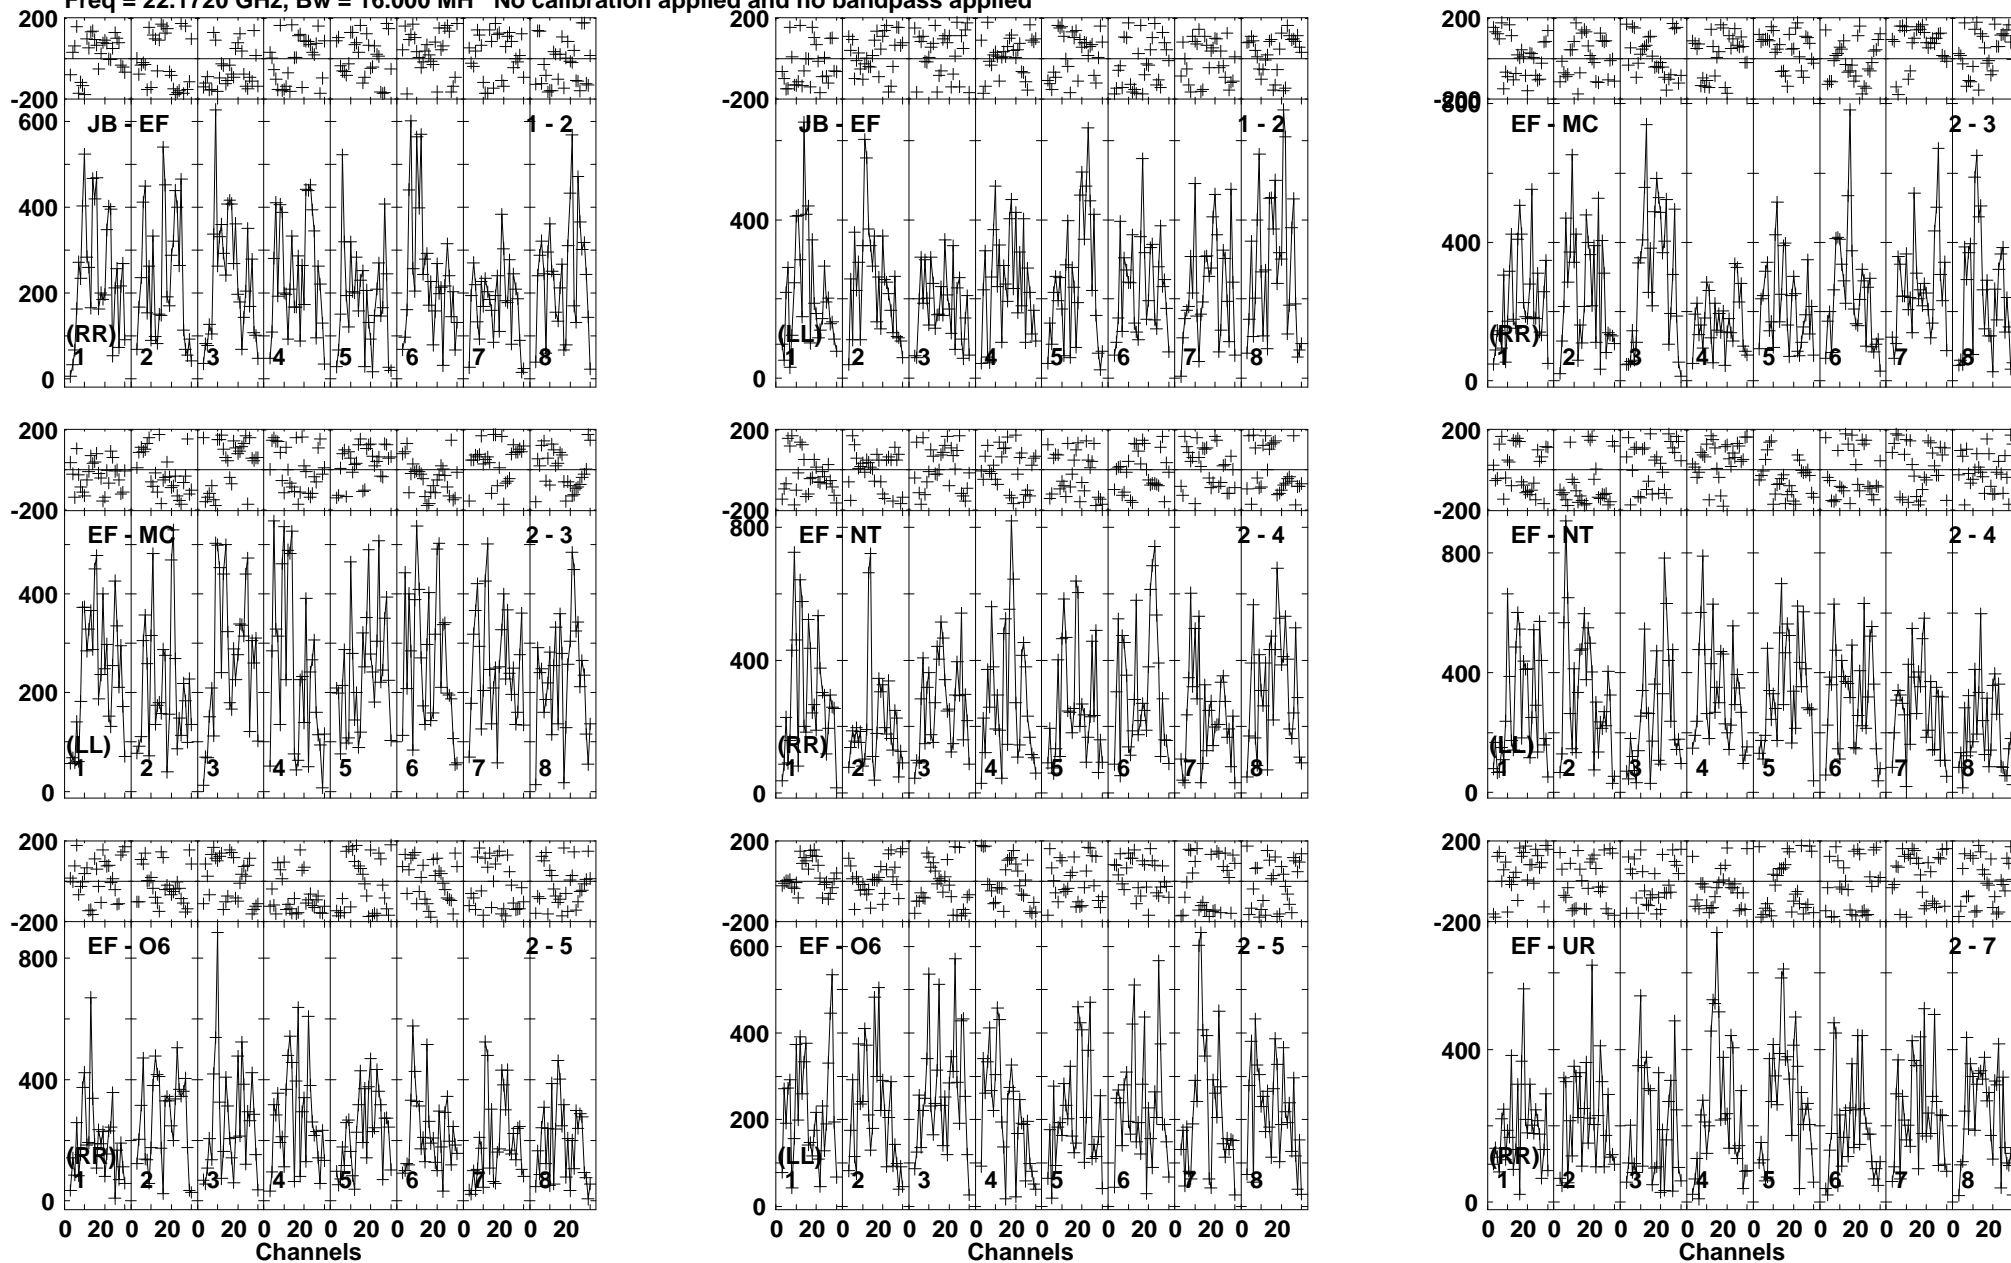 Freq = 22.1720 GHz, Bw = 16.000 MH No calibration applied and no bandpass applied
200 200 200
-200 -200 -200
800
600 JB - EF 1 - 2 JB - EF 1 - 2 EF - MC 2 - 3
400 400 400
200
(RR) (LL) (RR)
1 2 3 4 5 6 7 8 1 2 3 4 5 6 7 8 1 2 3 4 5 6 7 8
0 0 0
200 200 200
-200 -200 -200
EF - MC 2 - 3 800 EF - NT 2 - 4 EF - NT 2 - 4
800
400 400 400
200
(LL) (RR) (LL)
1 2 3 4 5 6 7 8 1 2 3 4 5 6 7 8 1 2 3 4 5 6 7 8
0 0 0
200 200 200
-200 -200 -200
800 EF - O6 2 - 5 600 EF - O6 2 - 5 EF - UR 2 - 7
400 400 400
200
(RR) (LL) (RR)
1 2 3 4 5 6 7 8 1 2 3 4 5 6 7 8 1 2 3 4 5 6 7 8
0 0 0
0 20 0 20 0 20 0 20 0 20 0 20 0 20 0 20 0 20 0 20 0 20 0 20 0 20 0 20 0 20 0 20 0 20 0 20 0 20 0 20 0 20 0 20 0 20 0 20
Channels Channels Channels